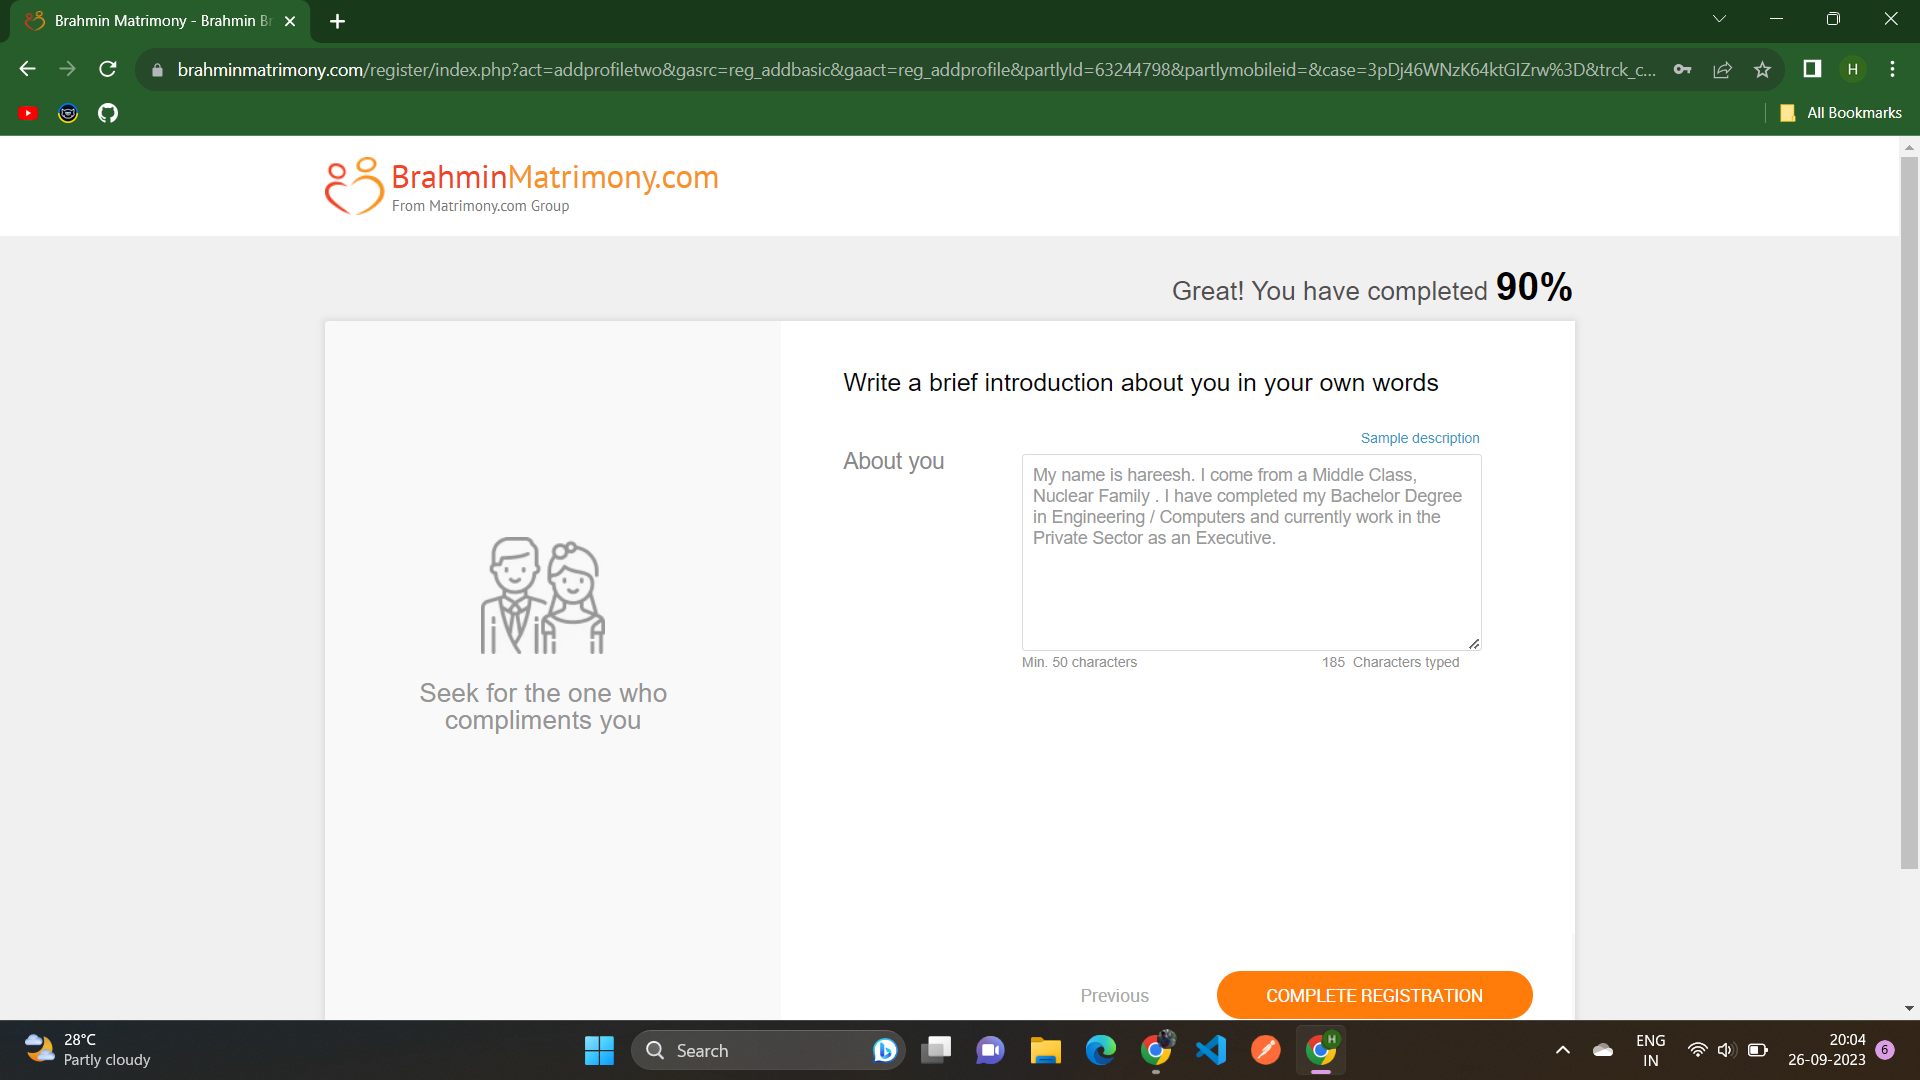 Brahmin Matrimony - Brahmin Br
brahminmatrimony.com/register/index.php?act=addprofiletwo&gasrc=reg_addbasic&gaact=reg_addprofile&partlyId=63244798&partlymobileid=&case=3pDj46WNzK64ktGIZrw%3D&trck_c...
H
All Bookmarks
BrahminMatrimony.com
From Matrimony.com Group
Great! You have completed 90%
Write a brief introduction about you in your own words
Sample description
About you
My name is hareesh. I come from a Middle Class,
Nuclear Family . I have completed my Bachelor Degree
in Engineering / Computers and currently work in the
Private Sector as an Executive.
Min. 50 characters
185 Characters typed
Seek for the one who
compliments you
Previous
COMPLETE REGISTRATION
28°C
Partly cloudy
Search
H
ENG
IN
20:04
26-09-2023
6